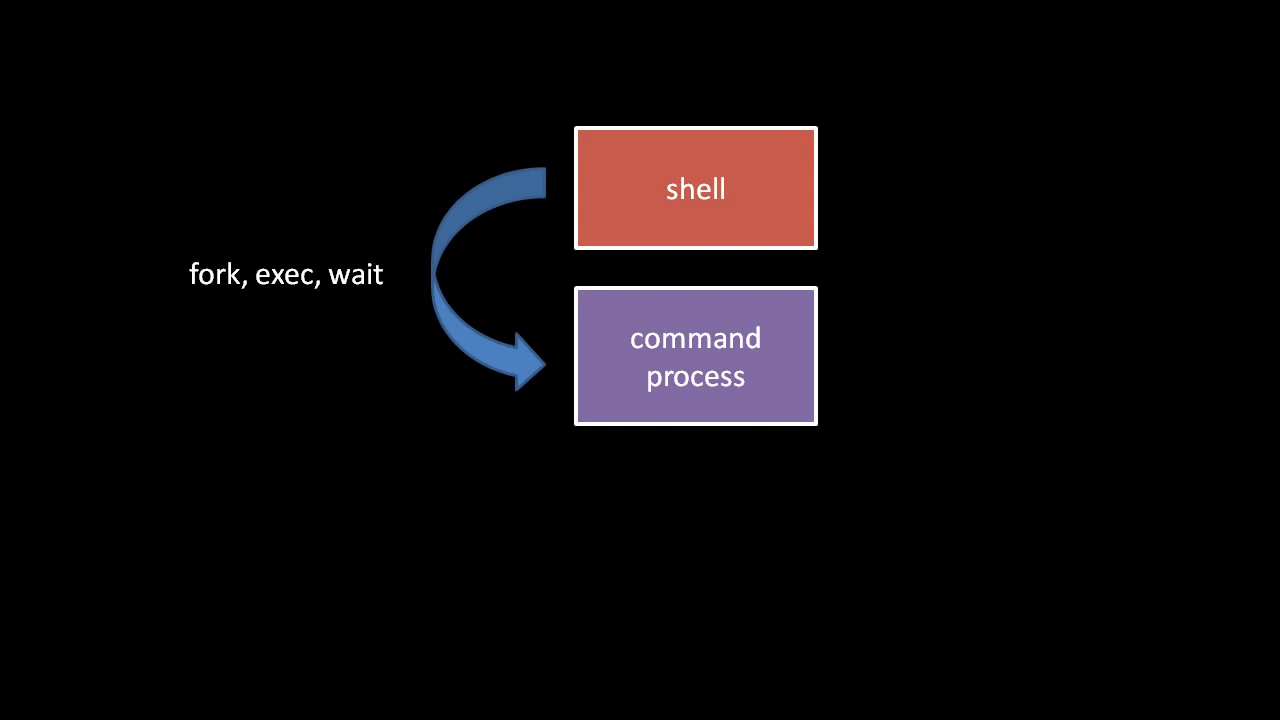 shell
fork, exec, wait
command
process